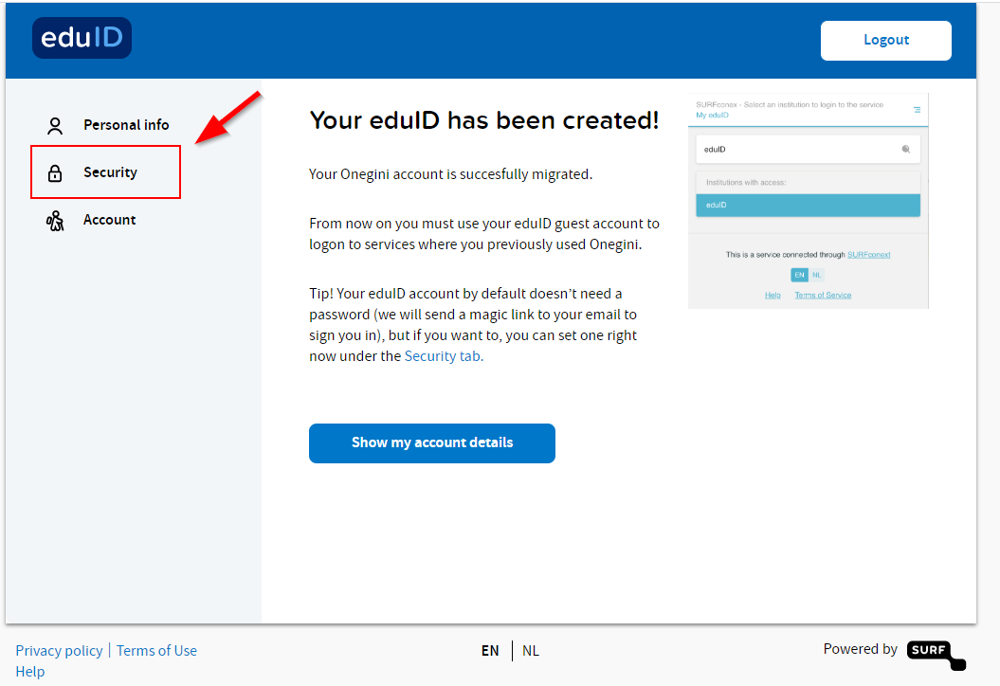 eduID
Logout
Personal info
Security
Account
Your eduID has been created!
Your Onegini account is succesfully migrated.
From now on you must use your eduID guest account to
logon to services where you previously used Onegini.
Tip! Your eduID account by default doesn’t need a
password (we will send a magic link to your email to
sign you in), but if you want to, you can set one right
now under the Security tab.
Show my account details
SURFconex - Select an institution to login to the service
My eduID
eduID
Institutions with access:
eduID
This is a service connected through SURFconext
EN NL
Help Terms of Service
Privacy policy | Terms of Use
Help
EN | NL
Powered by SURF